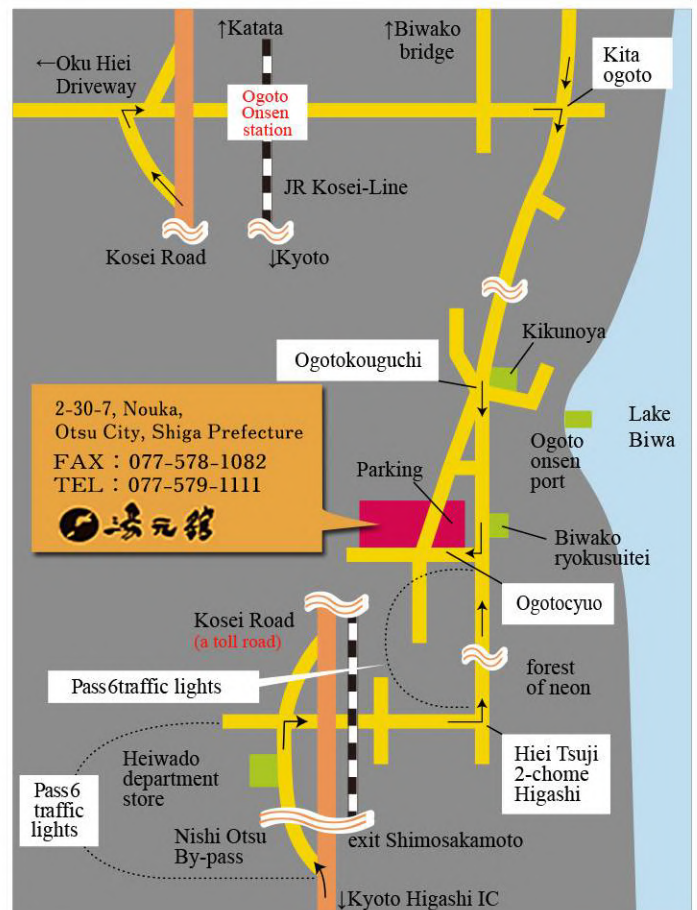 ↑Katata
↑Biwako
bridge
←Oku Hiei
Driveway
Kita
ogoto
Ogoto
Onsen
station
JR Kosei-Line
Kosei Road
↓Kyoto
Kikunoya
Ogotokouguchi
2-30-7, Nouka,
Otsu City, Shiga Prefecture
FAX：077-578-1082
TEL：077-579-1111
湯元舘
Lake
Biwa
Ogoto
onsen
port
Parking
Biwako
ryokusuitei
Ogotocyuo
Kosei Road
(a toll road)
Pass6traffic lights
forest
of neon
Heiwado
department
store
Hiei Tsuji
2-chome
Higashi
Pass6
traffic
lights
Nishi Otsu
By-pass
exit Shimosakamoto
↓Kyoto Higashi IC